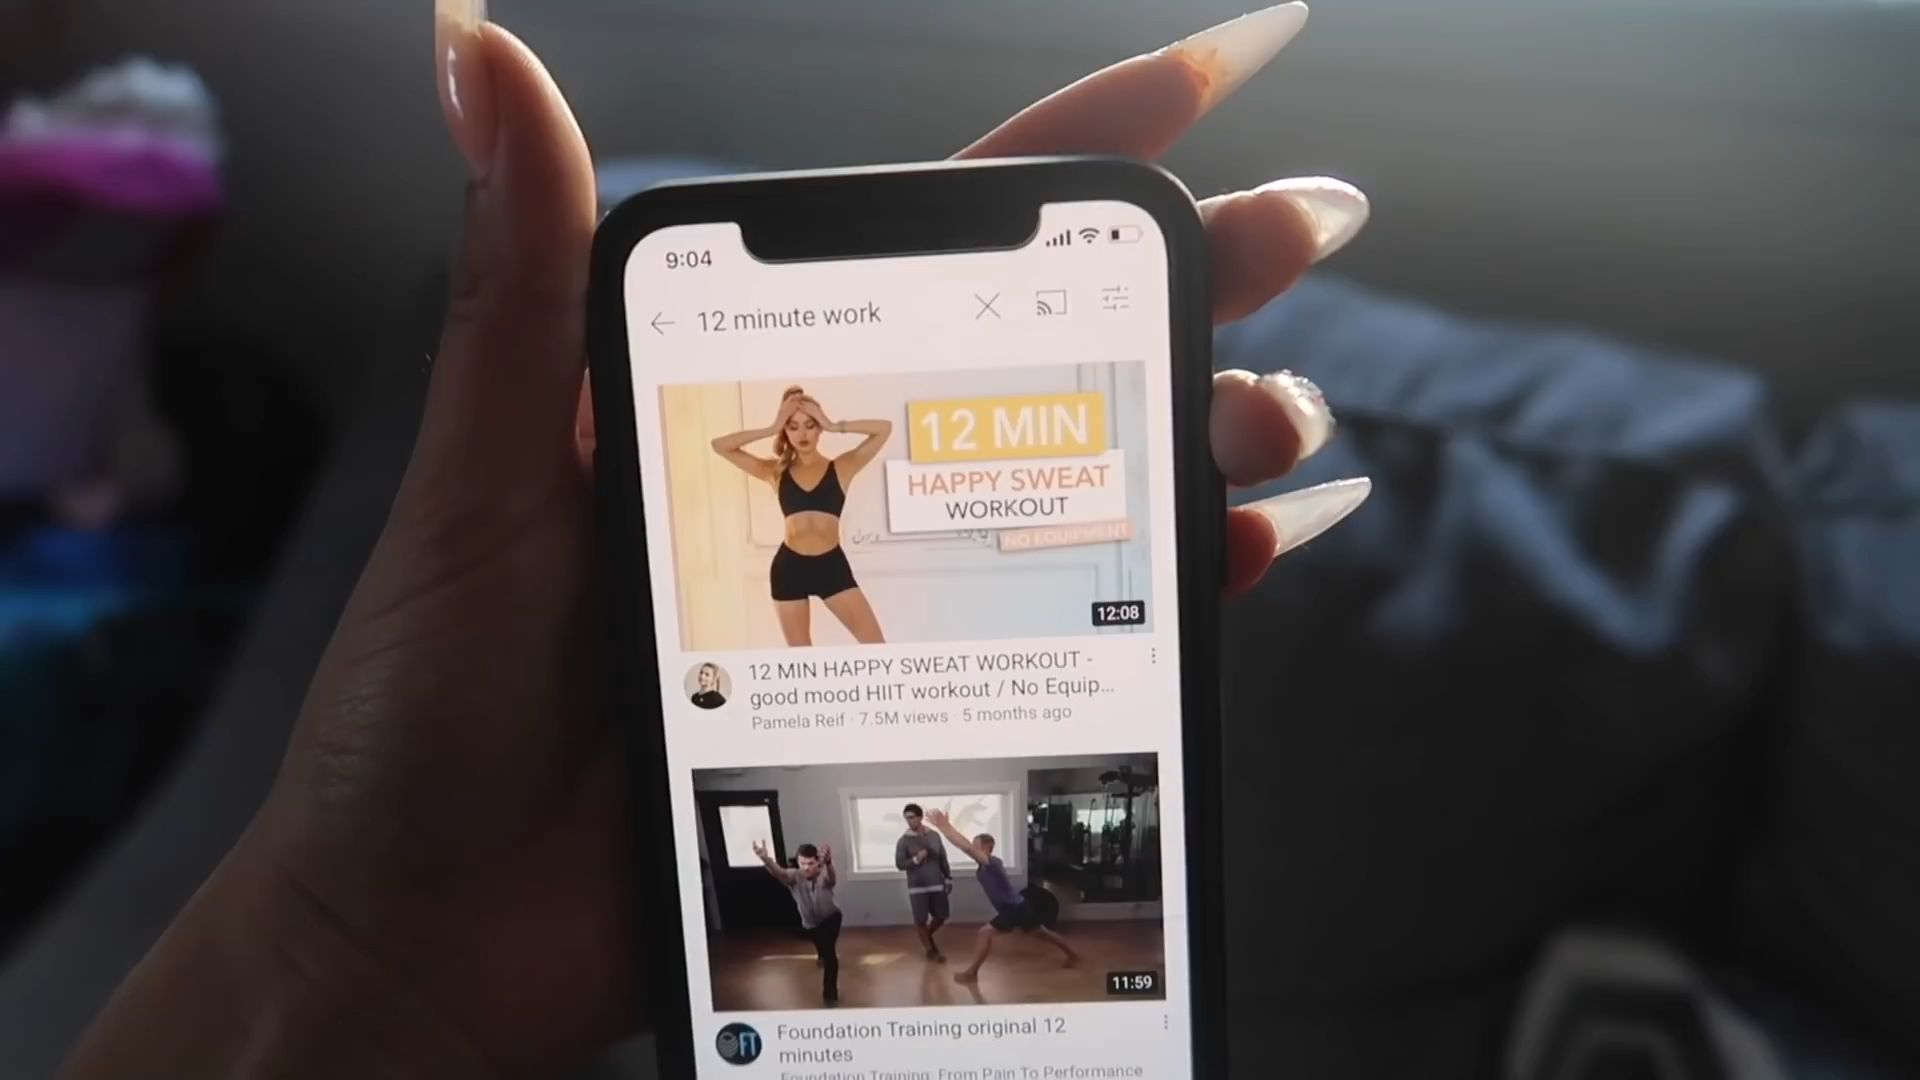 9:04
12 minute work
12 MIN
HAPPY SWEAT
WORKOUT
NO EQUIPMENT
12:08
12 MIN HAPPY SWEAT WORKOUT -
good mood HIIT workout / No Equip...
Pamela Reif · 7.5M views · 5 months ago
11:59
FT
Foundation Training original 12
minutes
Foundation Training: From Pain To Performance